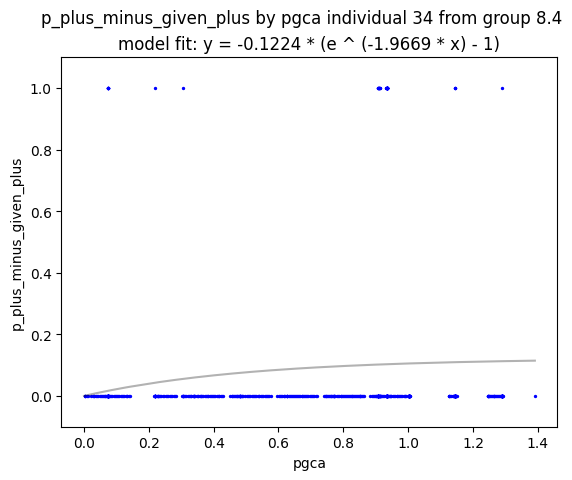 p_plus_minus_given_plus by pgca individual 34 from group 8.4
model fit: y = -0.1224 * (e ^ (-1.9669 * x) - 1)
1.0
0.8
0.6
0.4
0.2
0.0
p_plus_minus_given_plus
0.0 0.2 0.4 0.6 0.8 1.0 1.2 1.4
pgca